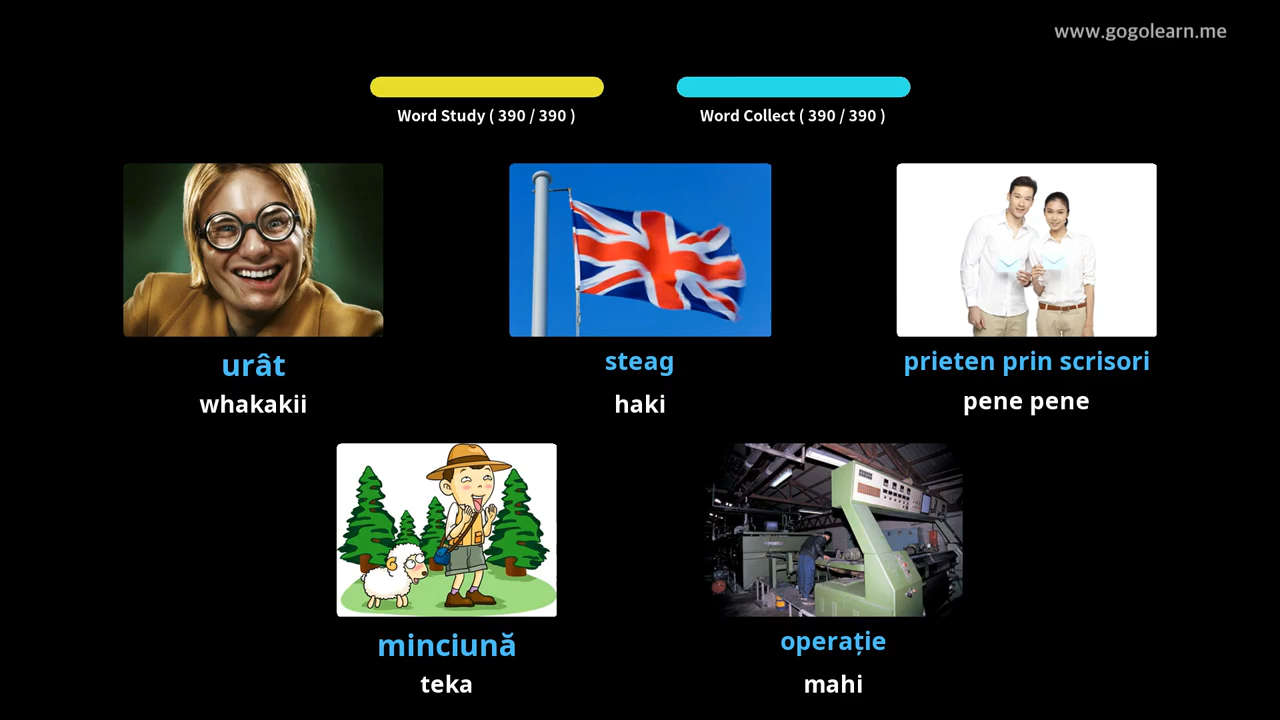 www.gogolearn.me
Word Study ( 390 / 390 )
Word Collect ( 390 / 390 )
urât
steag
prieten prin scrisori
whakakii
haki
pene pene
minciună
operație
teka
mahi